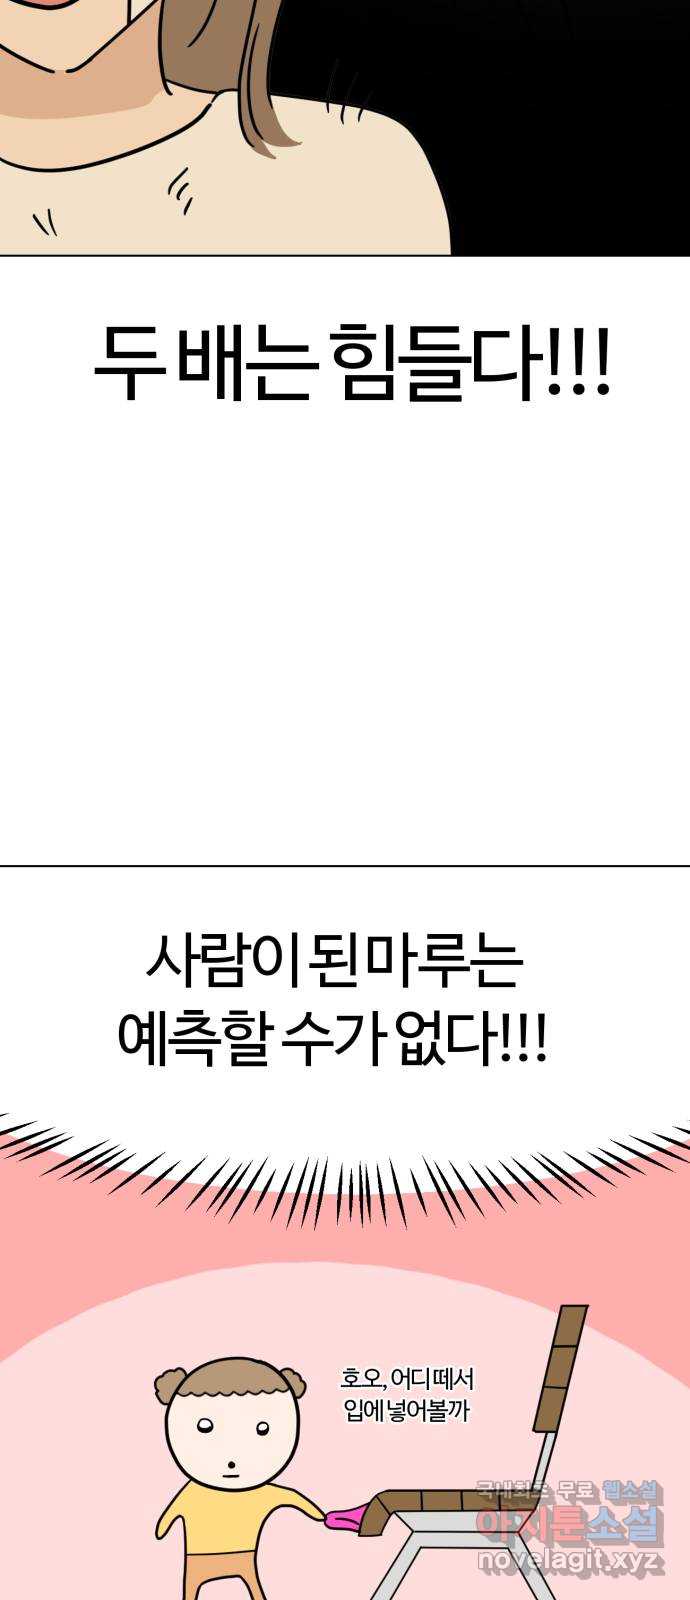 두 배는 힘들다!!!
사람이 된 마루는
예측할 수가 없다!!!
호오, 어디 떼서
입에 넣어볼까
국내최초 무료 웹소설
아지툰소설
novelagit.xyz